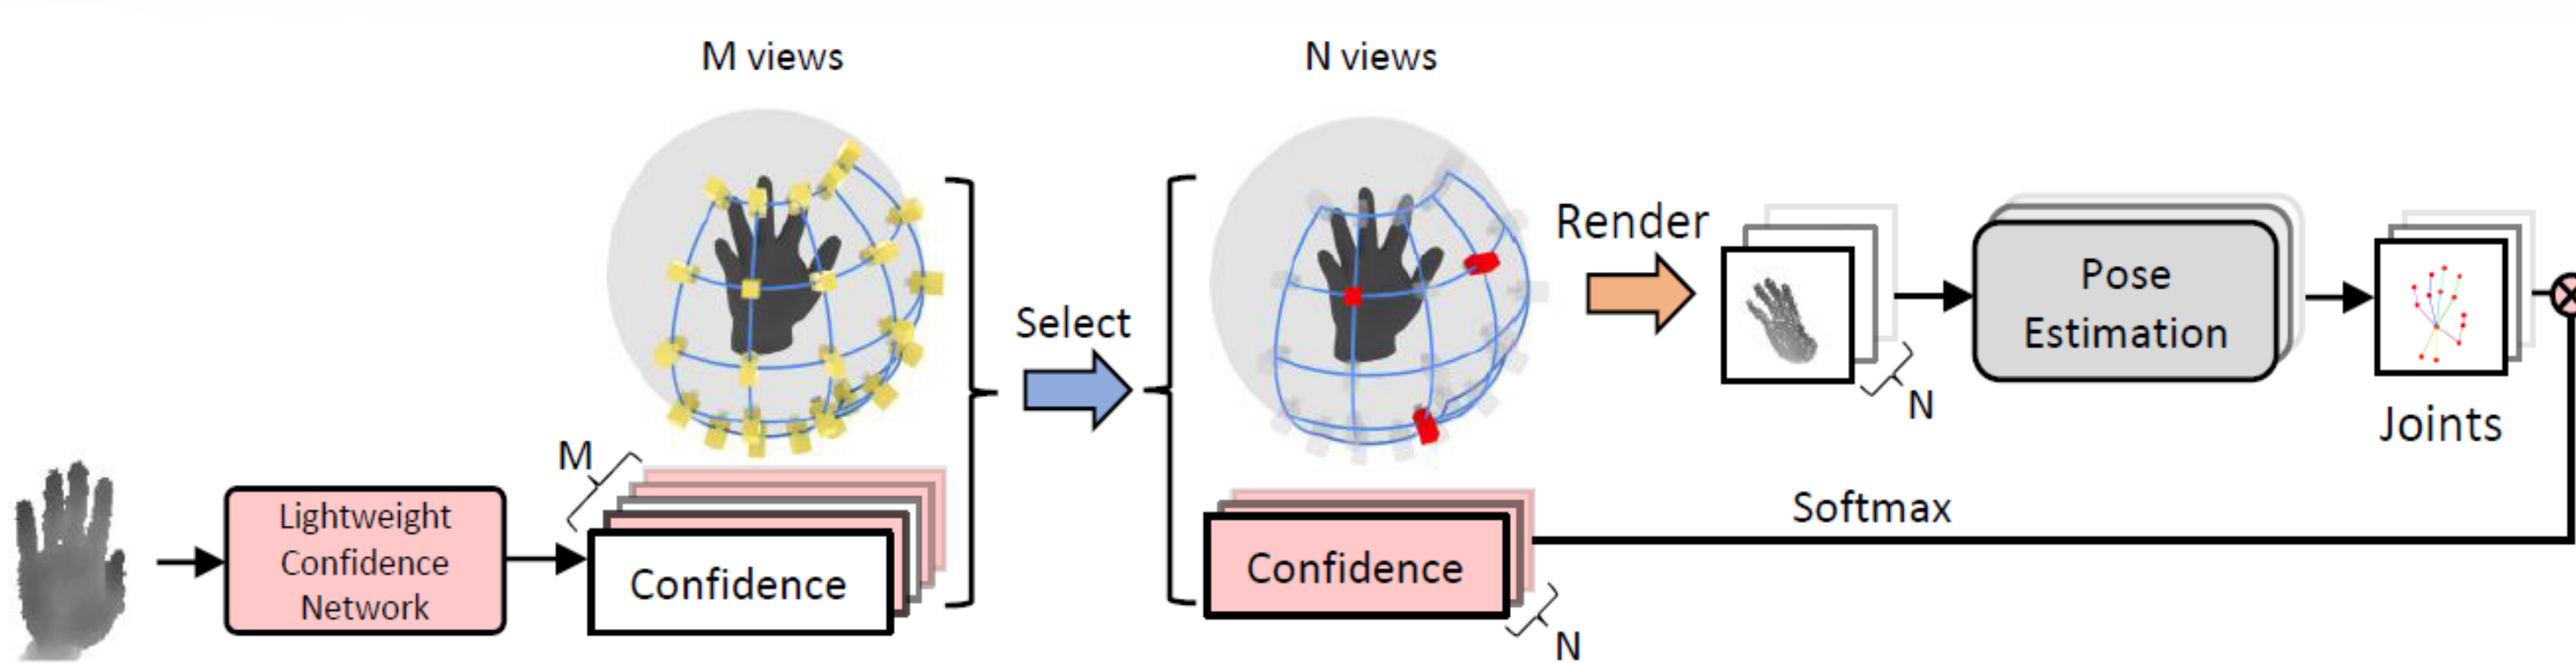 M views
N views
Render
Select
Pose
Estimation
N
Joints
M
Lightweight
Confidence
Network
Confidence
Confidence
Softmax
N